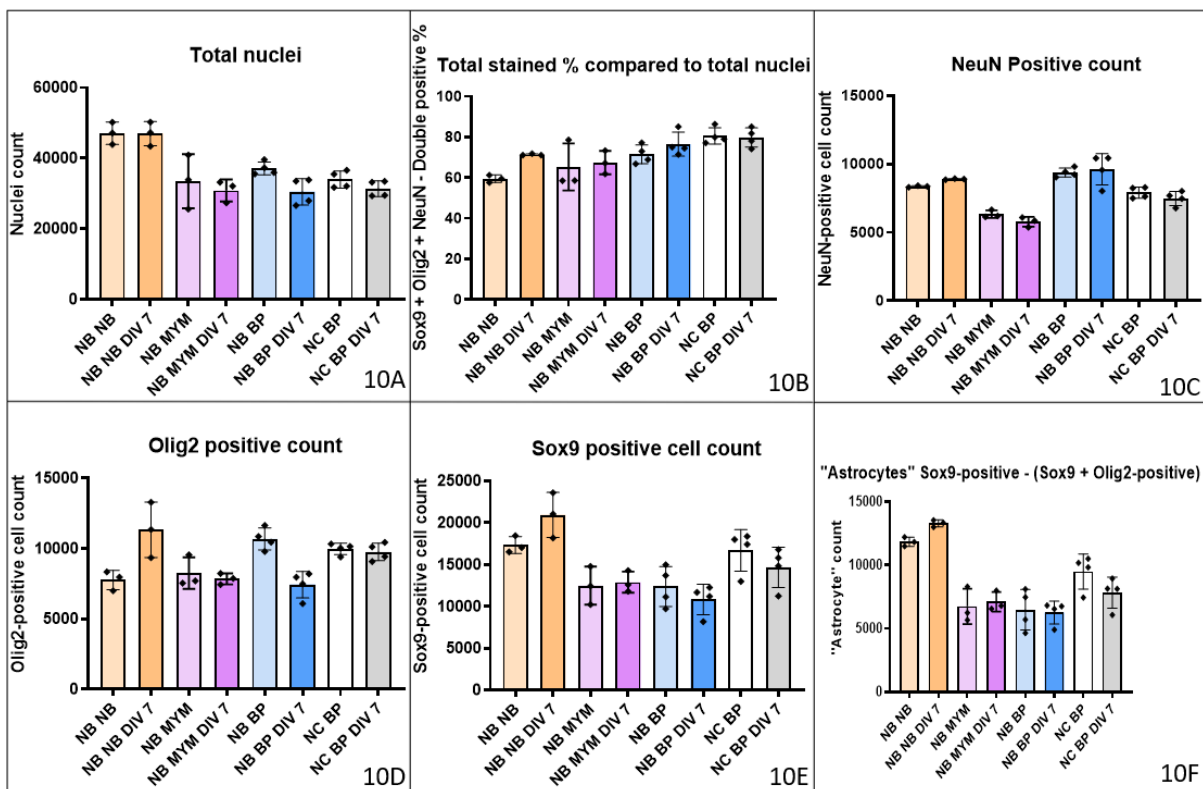 Total nuclei
Nuclei count
60000
40000
20000
0
NB NB
NB NB DIV 7
NB MYM
NB MYM DIV 7
NB BP
NB BP DIV 7
NC BP
NC BP DIV 7
10A
Total stained % compared to total nuclei
Sox9 + Olig2 + NeuN - Double positive %
100
80
60
40
20
0
NB NB
NB NB DIV 7
NB MYM
NB MYM DIV 7
NB BP
NB BP DIV 7
NC BP
NC BP DIV 7
10B
NeuN Positive count
NeuN-positive cell count
15000
10000
5000
0
NB NB
NB NB DIV 7
NB MYM
NB MYM DIV 7
NB BP
NB BP DIV 7
NC BP
NC BP DIV 7
10C
Olig2 positive count
Olig2-positive cell count
15000
10000
5000
0
NB NB
NB NB DIV 7
NB MYM
NB MYM DIV 7
NB BP
NB BP DIV 7
NC BP
NC BP DIV 7
10D
Sox9 positive cell count
Sox9-positive cell count
25000
20000
15000
10000
5000
0
NB NB
NB NB DIV 7
NB MYM
NB MYM DIV 7
NB BP
NB BP DIV 7
NC BP
NC BP DIV 7
10E
"Astrocytes" Sox9-positive - (Sox9 + Olig2-positive)
"Astrocyte" count
15000
10000
5000
0
NB NB
NB NB DIV 7
NB MYM
NB MYM DIV 7
NB BP
NB BP DIV 7
NC BP
NC BP DIV 7
10F